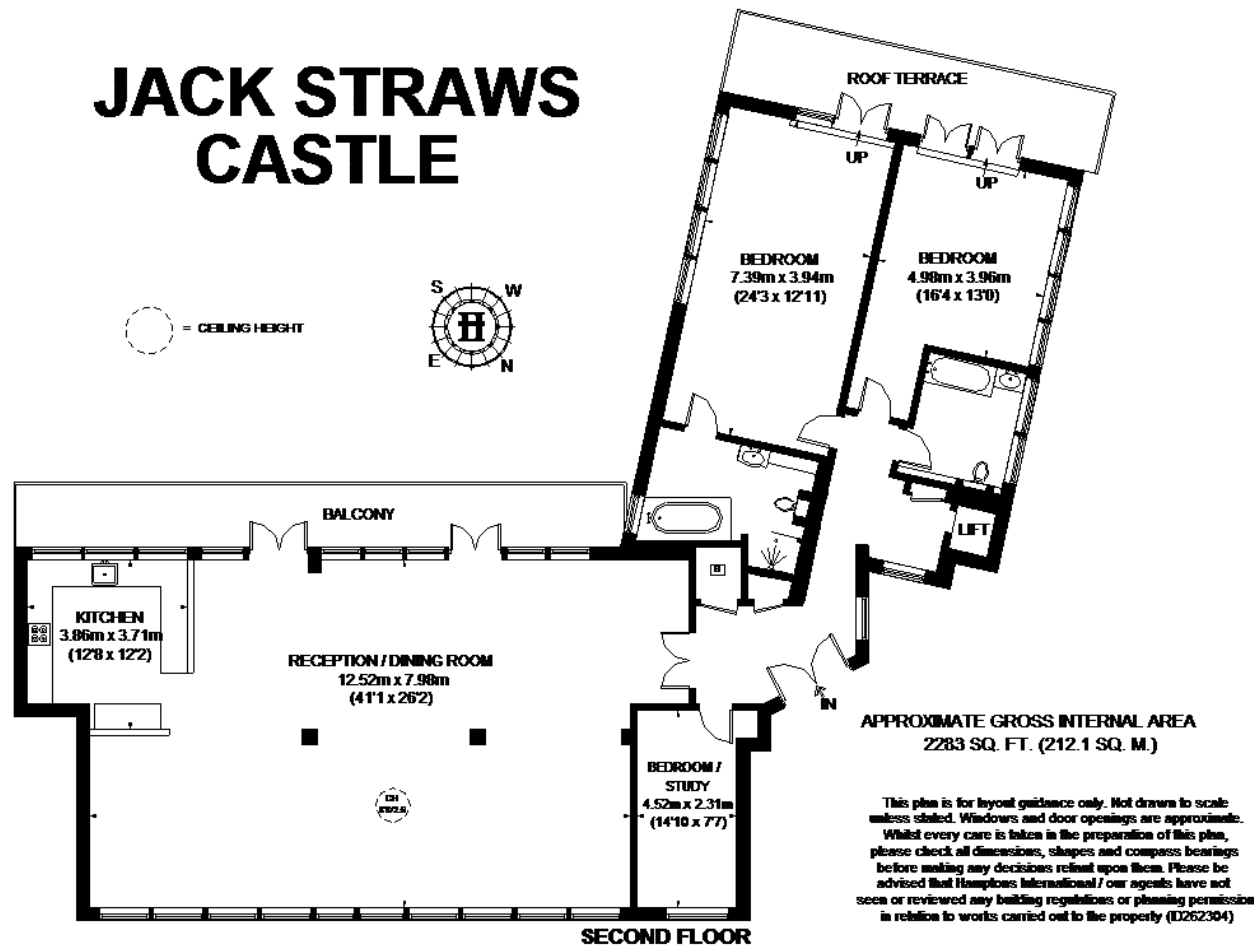 JACK STRAWS
CASTLE
ROOF TERRACE
UP
UP
BEDROOM
7.39m x 3.94m
(24'3 x 12'11)
BEDROOM
4.98m x 3.96m
(16'4 x 13'0)
= CEILING HEIGHT
S
W
H
E
N
BALCONY
LIFT
B
KITCHEN
3.86m x 3.71m
(12'8 x 12'2)
RECEPTION / DINING ROOM
12.52m x 7.98m
(41'1 x 26'2)
IN
APPROXIMATE GROSS INTERNAL AREA
2283 SQ. FT. (212.1 SQ. M.)
BEDROOM /
STUDY
4.52m x 2.31m
(14'10 x 7'7)
CH
This plan is for layout guidance only. Not drawn to scale
unless stated. Windows and door openings are approximate.
Whilst every care is taken in the preparation of this plan,
please check all dimensions, shapes and compass bearings
before making any decisions reliant upon them. Please be
advised that Hamptons International / our agents have not
seen or reviewed any building regulations or planning permission
in relation to works carried out to the property (ID262304)
SECOND FLOOR